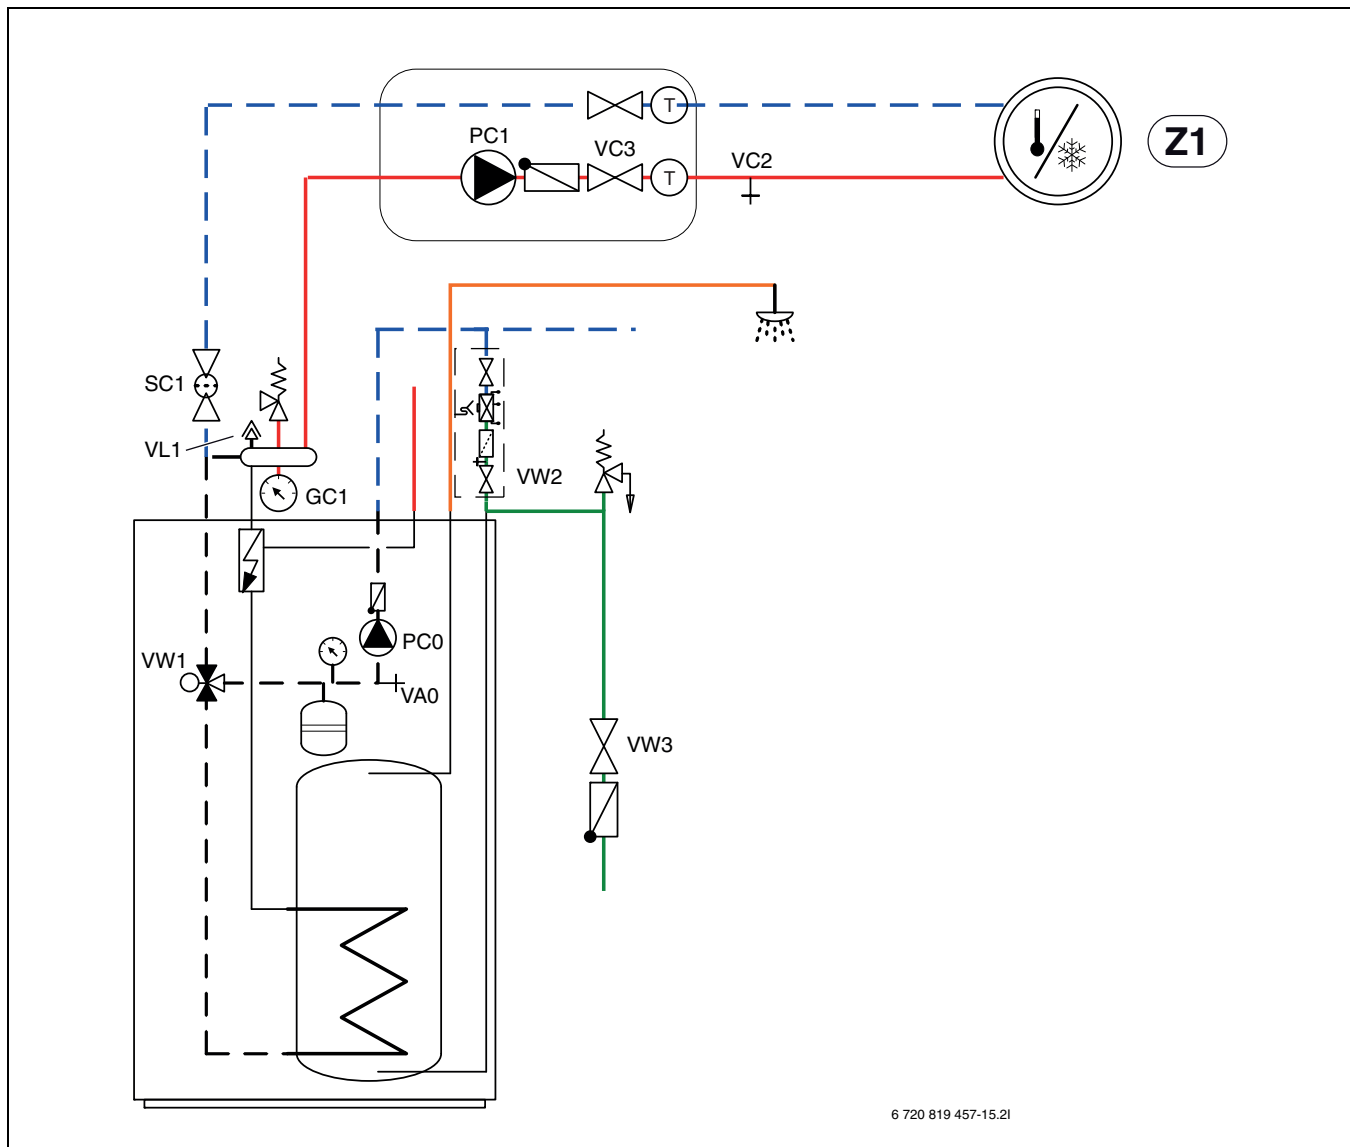 T
PC1
VC3
T
VC2
Z1
SC1
VL1
GC1
VW2
PC0
VW1
VA0
VW3
6 720 819 457-15.2I